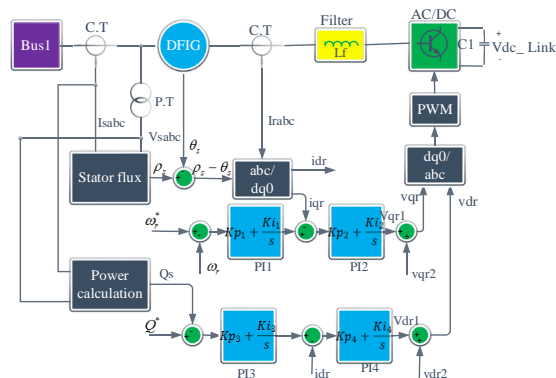 C.T
C.T
Filter
AC/DC
Bus1
DFIG
Lf
C1
+
Vdc_ Link
-
P.T
Isabc
Vsabc
Irabc
PWM
θs
Stator flux
ρs
ρs − θs
abc/
dq0
idr
dq0/
abc
iqr
vqr
vdr
ωr*
Kp1 + Ki1/s
Kp2 + Ki2/s
Vqr1
ωr
PI1
PI2
vqr2
Power
calculation
Qs
Q*
Kp3 + Ki3/s
Kp4 + Ki4/s
Vdr1
PI3
idr
PI4
vdr2